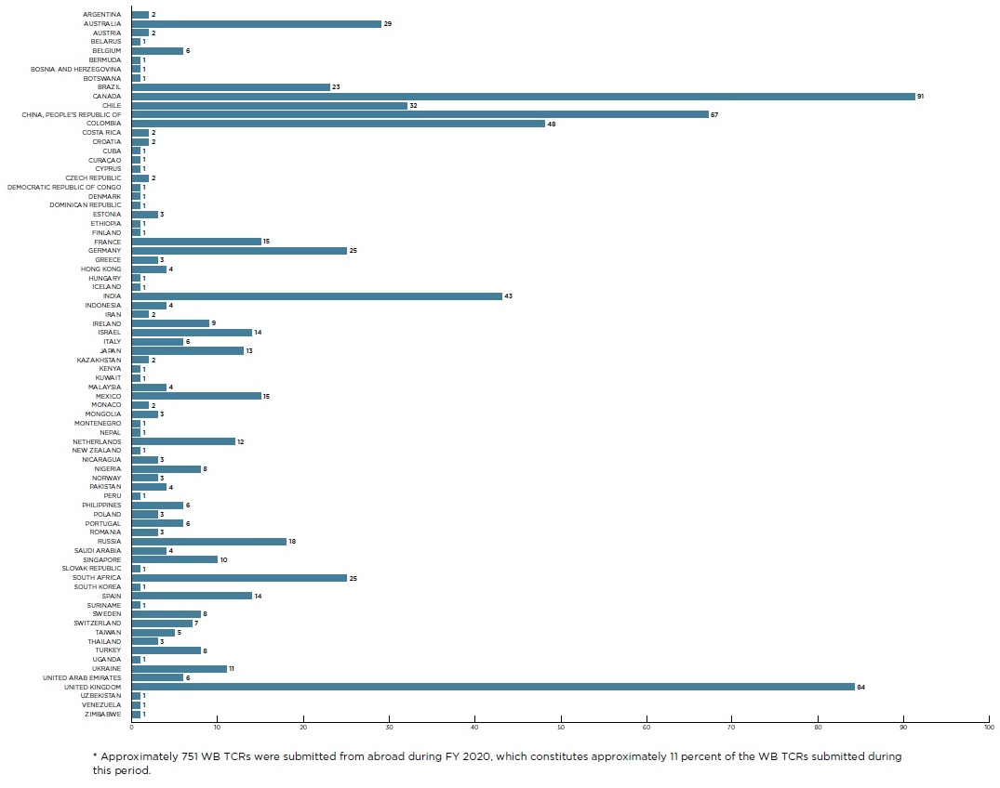 ARGENTINA 2
AUSTRALIA 29
AUSTRIA 2
BELARUS 1
BELGIUM 6
BERMUDA 1
BOSNIA AND HERZEGOVINA 1
BOTSWANA 1
BRAZIL 23
CANADA 91
CHILE 32
CHINA, PEOPLE'S REPUBLIC OF 67
COLOMBIA 48
COSTA RICA 2
CROATIA 2
CUBA 1
CURAÇAO 1
CYPRUS 1
CZECH REPUBLIC 2
DEMOCRATIC REPUBLIC OF CONGO 1
DENMARK 1
DOMINICAN REPUBLIC 1
ESTONIA 3
ETHIOPIA 1
FINLAND 1
FRANCE 15
GERMANY 25
GREECE 3
HONG KONG 4
HUNGARY 1
ICELAND 1
INDIA 43
INDONESIA 4
IRAN 2
IRELAND 9
ISRAEL 14
ITALY 6
JAPAN 13
KAZAKHSTAN 2
KENYA 1
KUWAIT 1
MALAYSIA 4
MEXICO 15
MONACO 2
MONGOLIA 3
MONTENEGRO 1
NEPAL 1
NETHERLANDS 12
NEW ZEALAND 1
NICARAGUA 3
NIGERIA 8
NORWAY 3
PAKISTAN 4
PERU 1
PHILIPPINES 6
POLAND 3
PORTUGAL 6
ROMANIA 3
RUSSIA 18
SAUDI ARABIA 4
SINGAPORE 10
SLOVAK REPUBLIC 1
SOUTH AFRICA 25
SOUTH KOREA 1
SPAIN 14
SURINAME 1
SWEDEN 8
SWITZERLAND 7
TAIWAN 5
THAILAND 3
TURKEY 8
UGANDA 1
UKRAINE 11
UNITED ARAB EMIRATES 6
UNITED KINGDOM 84
UZBEKISTAN 1
VENEZUELA 1
ZIMBABWE 1
0 10 20 30 40 50 60 70 80 90 100
* Approximately 751 WB TCRs were submitted from abroad during FY 2020, which constitutes approximately 11 percent of the WB TCRs submitted during
this period.